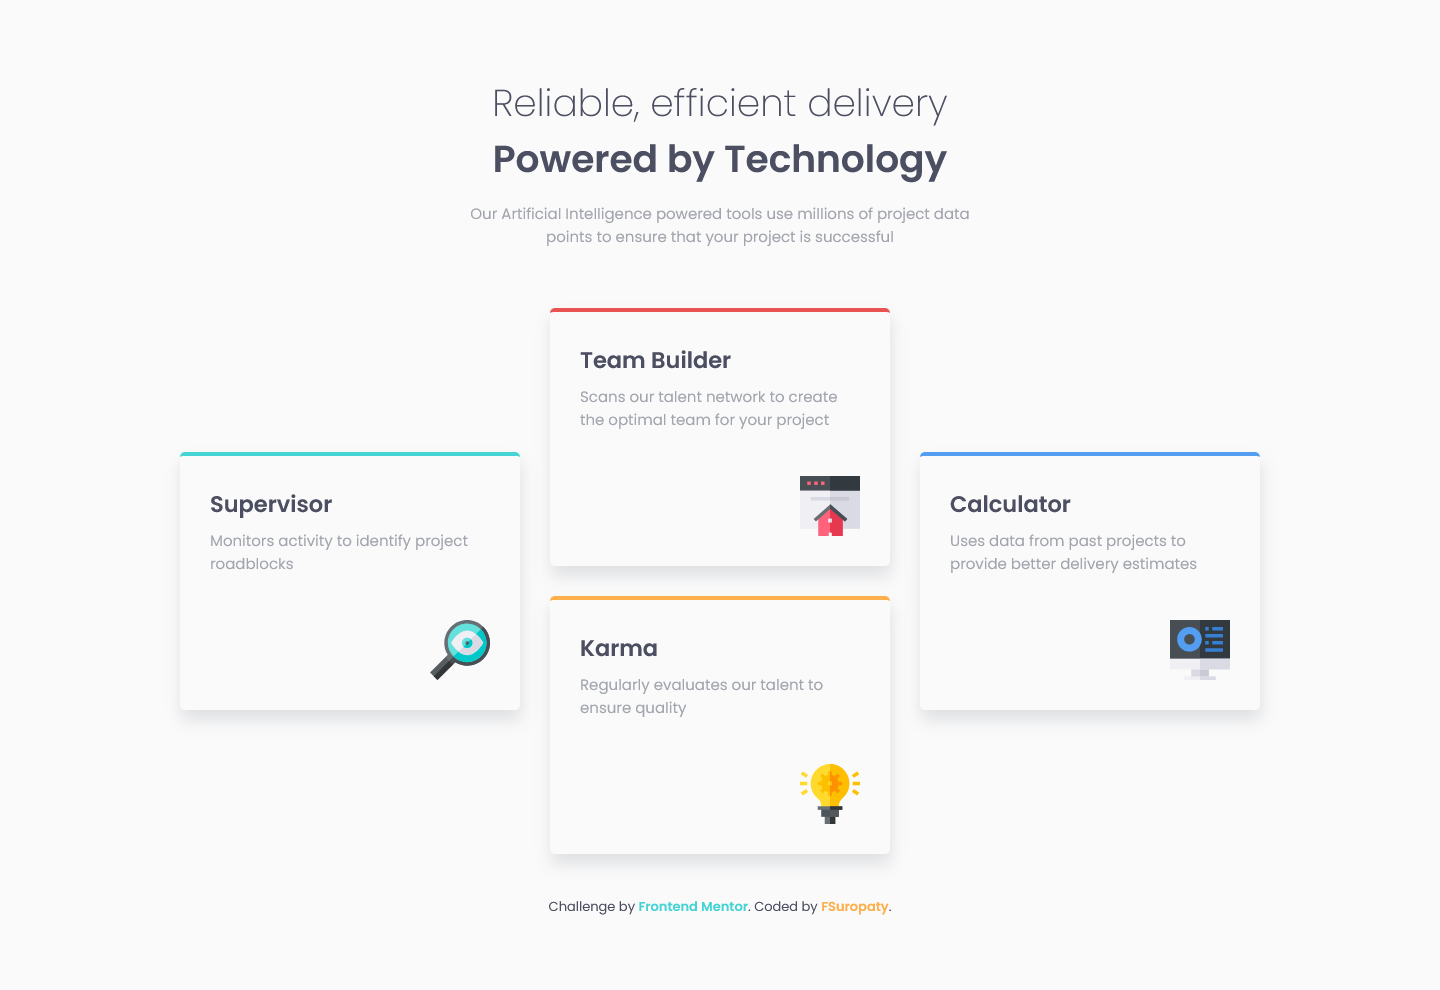 Reliable, efficient delivery
Powered by Technology
Our Artificial Intelligence powered tools use millions of project data
points to ensure that your project is successful
Supervisor
Monitors activity to identify project
roadblocks
Team Builder
Scans our talent network to create
the optimal team for your project
Karma
Regularly evaluates our talent to
ensure quality
Calculator
Uses data from past projects to
provide better delivery estimates
Challenge by Frontend Mentor. Coded by FSuropaty.